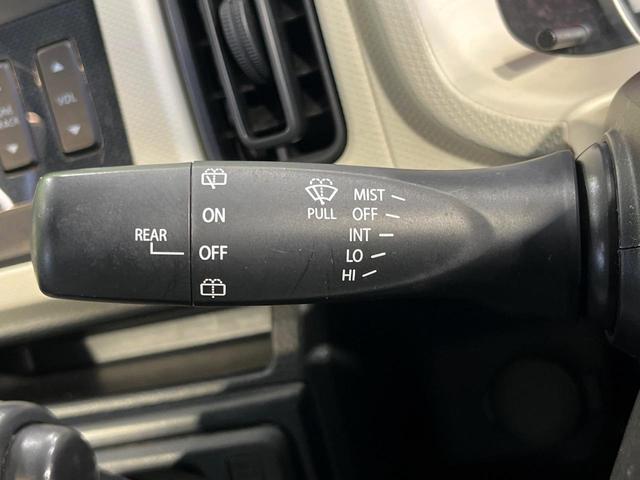 VOL
REAR
ON
OFF
PULL
MIST
OFF
INT
LO
HI